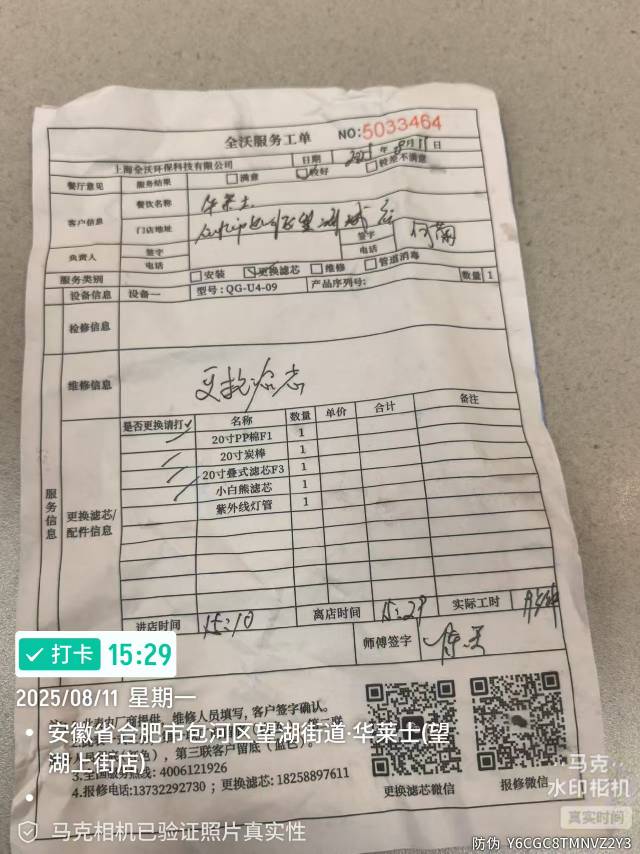 全沃服务工单 NO:5033464
上海全沃环保科技有限公司 日期 年 月11日
餐厅意见 服务结果 满意 较好 较差不满意
客户信息 餐饮名称 华莱士
门店地址
负责人 签字 签字
电话 电话
服务类别 安装 更换滤芯 维修 管道消毒
设备信息 设备一 型号:QG-U4-09 产品序列号: 数量 1
检修信息
维修信息 更换滤芯
服务信息
更换滤芯/配件信息
是否更换请打✓ 名称 数量 单价 合计 备注
20寸PP棉F1 1
20寸炭棒 1
20寸叠式滤芯F3 1
小白熊滤芯 1
紫外线灯管 1
进店时间 15:10 离店时间 15:29 实际工时
师傅签字
维修人员填写,客户签字确认。
第三联客户留底(蓝色)。
3.全国服务热线:4006121926
4.报修电话:13732292730 ;更换滤芯:18258897611
更换滤芯微信 报修微信
打卡 15:29
2025/08/11 星期一
安徽省合肥市包河区望湖街道·华莱士(望湖上街店)
马克相机已验证照片真实性
马克
水印相机
真实时间
防伪 Y6CGC8TMNVZ2Y3